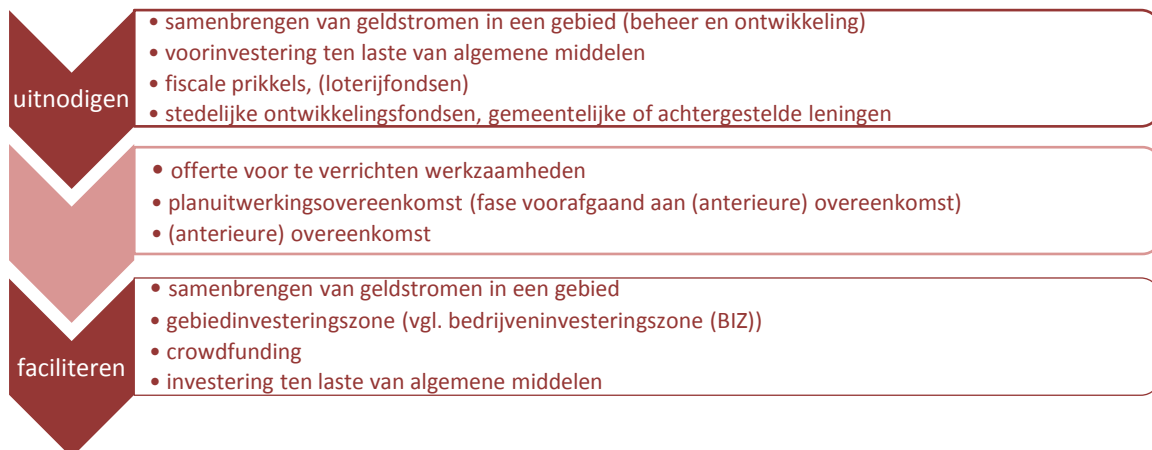 uitnodigen
• samenbrengen van geldstromen in een gebied (beheer en ontwikkeling)
• voorinvestering ten laste van algemene middelen
• fiscale prikkels, (loterijfondsen)
• stedelijke ontwikkelingsfondsen, gemeentelijke of achtergestelde leningen
• offerte voor te verrichten werkzaamheden
• planuitwerkingsovereenkomst (fase voorafgaand aan (anterieure) overeenkomst)
• (anterieure) overeenkomst
faciliteren
• samenbrengen van geldstromen in een gebied
• gebiedinvesteringszone (vgl. bedrijveninvesteringszone (BIZ))
• crowdfunding
• investering ten laste van algemene middelen